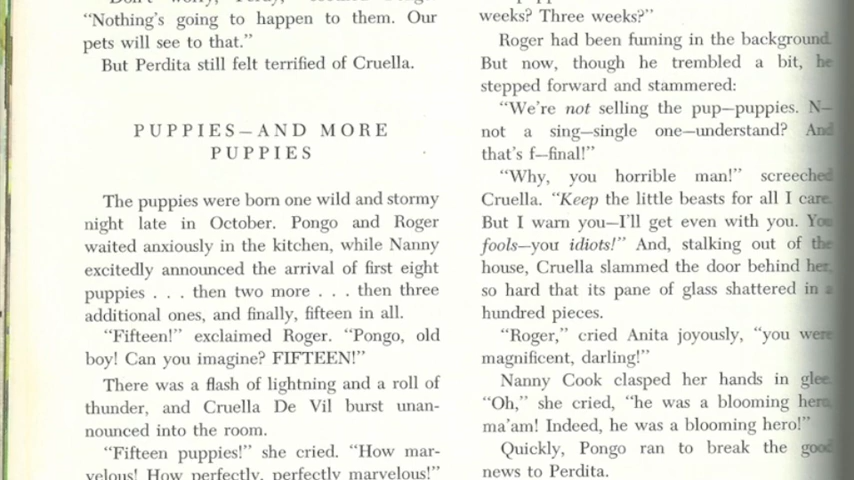 "Nothing's going to happen to them. Our
pets will see to that."
But Perdita still felt terrified of Cruella.
PUPPIES—AND MORE
PUPPIES
The puppies were born one wild and stormy
night late in October. Pongo and Roger
waited anxiously in the kitchen, while Nanny
excitedly announced the arrival of first eight
puppies . . . then two more . . . then three
additional ones, and finally, fifteen in all.
"Fifteen!" exclaimed Roger. "Pongo, old
boy! Can you imagine? FIFTEEN!"
There was a flash of lightning and a roll of
thunder, and Cruella De Vil burst unan-
nounced into the room.
"Fifteen puppies!" she cried. "How mar-
velous! How perfectly, perfectly marvelous!"
weeks? Three weeks?"
Roger had been fuming in the background.
But now, though he trembled a bit, he
stepped forward and stammered:
"We're not selling the pup—puppies. N—
not a sing—single one—understand? And
that's f—final!"
"Why, you horrible man!" screeched
Cruella. "Keep the little beasts for all I care.
But I warn you—I'll get even with you. You
fools—you idiots!" And, stalking out of the
house, Cruella slammed the door behind her,
so hard that its pane of glass shattered in a
hundred pieces.
"Roger," cried Anita joyously, "you were
magnificent, darling!"
Nanny Cook clasped her hands in glee.
"Oh," she cried, "he was a blooming hero,
ma'am! Indeed, he was a blooming hero!"
Quickly, Pongo ran to break the good
news to Perdita.